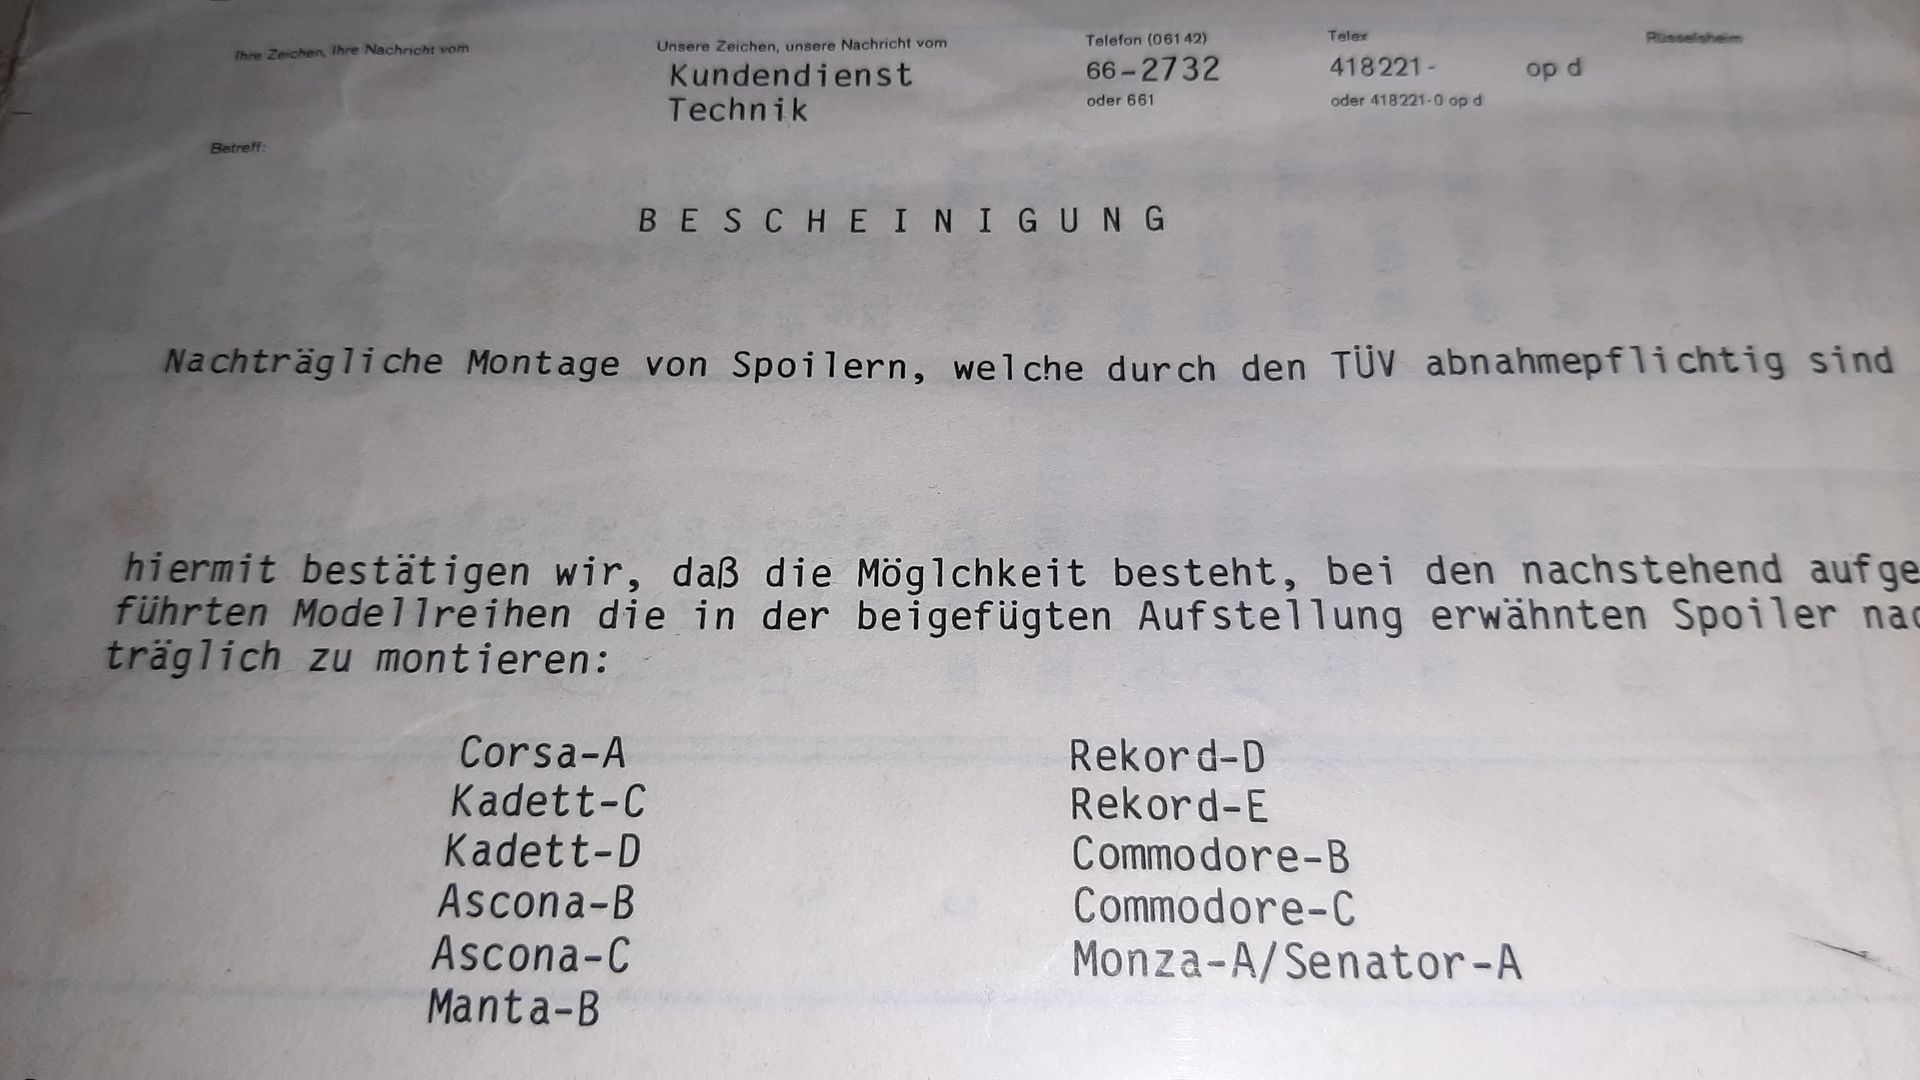 Ihre Zeichen, Ihre Nachricht vom
Unsere Zeichen, unsere Nachricht vom
Telefon (06142)
Telex
Rüsselsheim
Kundendienst
Technik
66-2732
oder 661
418221-
op d
oder 418221-0 op d
Betreff:
BESCHEINIGUNG
Nachträgliche Montage von Spoilern, welche durch den TÜV abnahmepflichtig sind
hiermit bestätigen wir, daß die Möglchkeit besteht, bei den nachstehend aufge
führten Modellreihen die in der beigefügten Aufstellung erwähnten Spoiler nac
träglich zu montieren:
Corsa-A
Kadett-C
Kadett-D
Ascona-B
Ascona-C
Manta-B
Rekord-D
Rekord-E
Commodore-B
Commodore-C
Monza-A/Senator-A